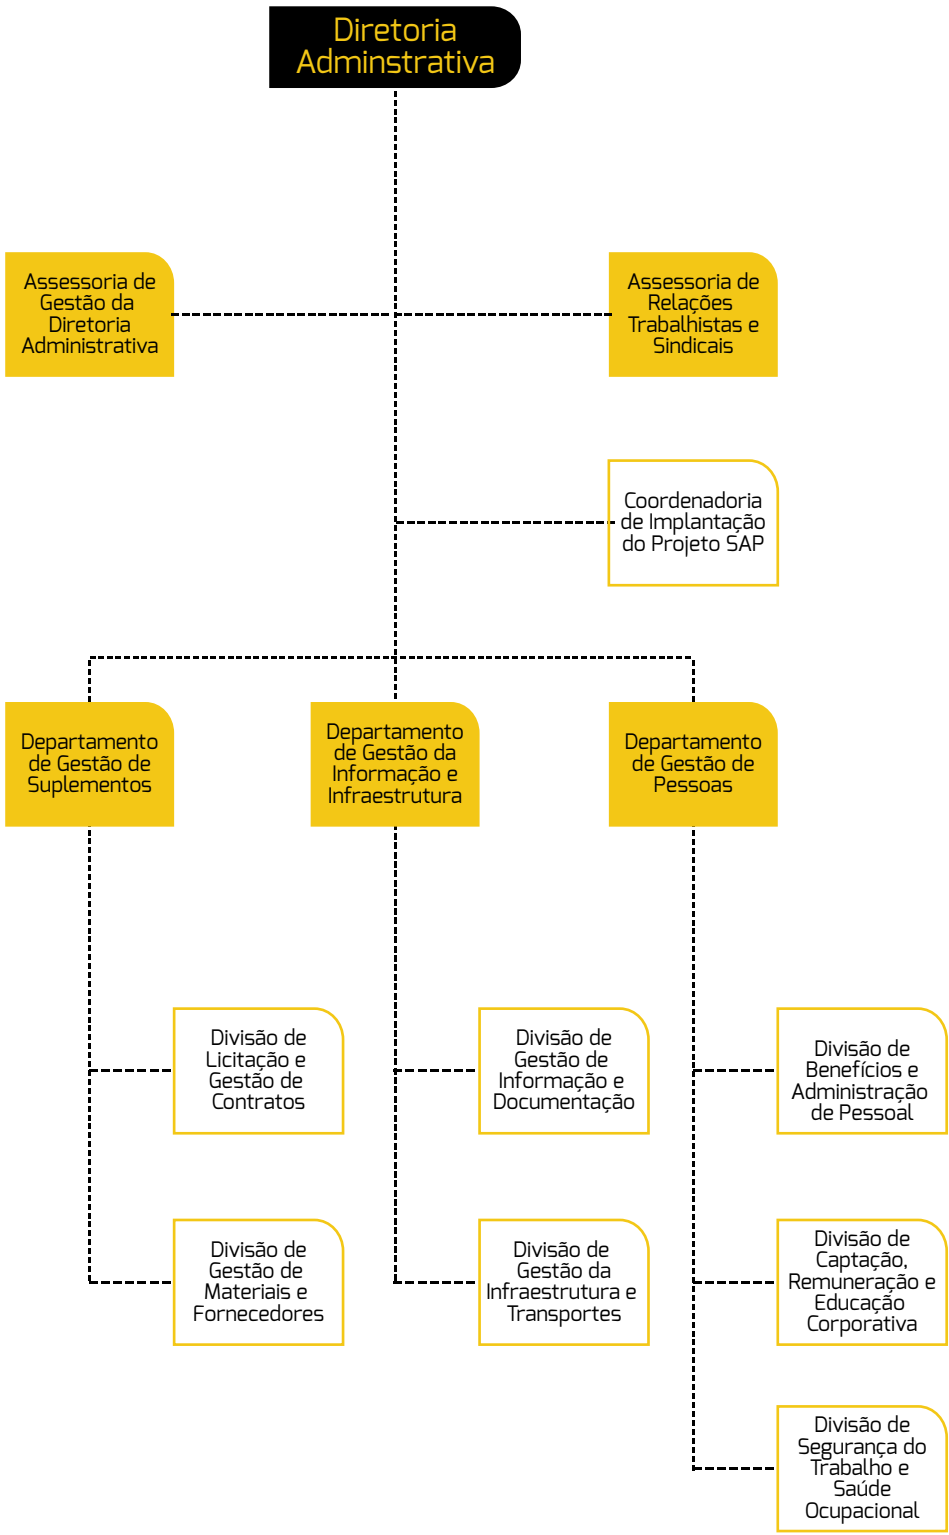 Diretoria
Adminstrativa
Assessoria de
Gestão da
Diretoria
Administrativa
Assessoria de
Relações
Trabalhistas e
Sindicais
Coordenadoria
de Implantação
do Projeto SAP
Departamento
de Gestão de
Suplementos
Departamento
de Gestão da
Informação e
Infraestrutura
Departamento
de Gestão de
Pessoas
Divisão de
Licitação e
Gestão de
Contratos
Divisão de
Gestão de
Informação e
Documentação
Divisão de
Benefícios e
Administração
de Pessoal
Divisão de
Gestão de
Materiais e
Fornecedores
Divisão de
Gestão da
Infraestrutura e
Transportes
Divisão de
Captação,
Remuneração e
Educação
Corporativa
Divisão de
Segurança do
Trabalho e
Saúde
Ocupacional